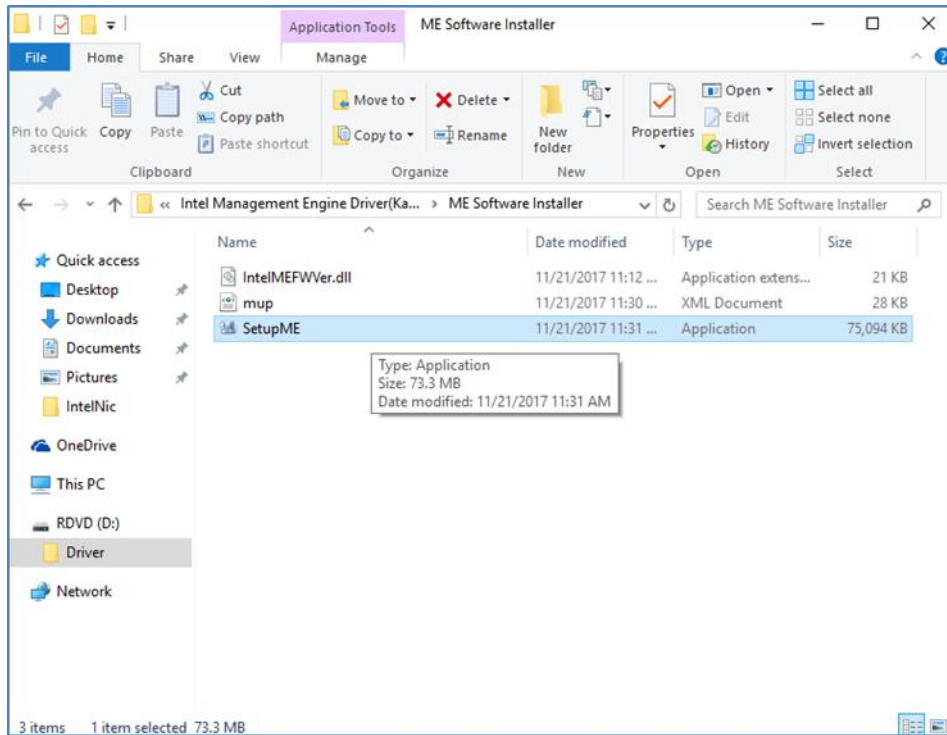 Application Tools ME Software Installer
File Home Share View Manage
Pin to Quick access
Copy
Paste
Cut
Copy path
Paste shortcut
Clipboard
Move to
Copy to
Delete
Rename
Organize
New folder
New
Properties
Open
Edit
History
Open
Select all
Select none
Invert selection
Select
« Intel Management Engine Driver(Ka... › ME Software Installer
Search ME Software Installer
Name Date modified Type Size
IntelMEFWVer.dll 11/21/2017 11:12 ... Application extens... 21 KB
mup 11/21/2017 11:30 ... XML Document 28 KB
SetupME 11/21/2017 11:31 ... Application 75,094 KB
Type: Application
Size: 73.3 MB
Date modified: 11/21/2017 11:31 AM
Quick access
Desktop
Downloads
Documents
Pictures
IntelNic
OneDrive
This PC
RDVD (D:)
Driver
Network
3 items 1 item selected 73.3 MB